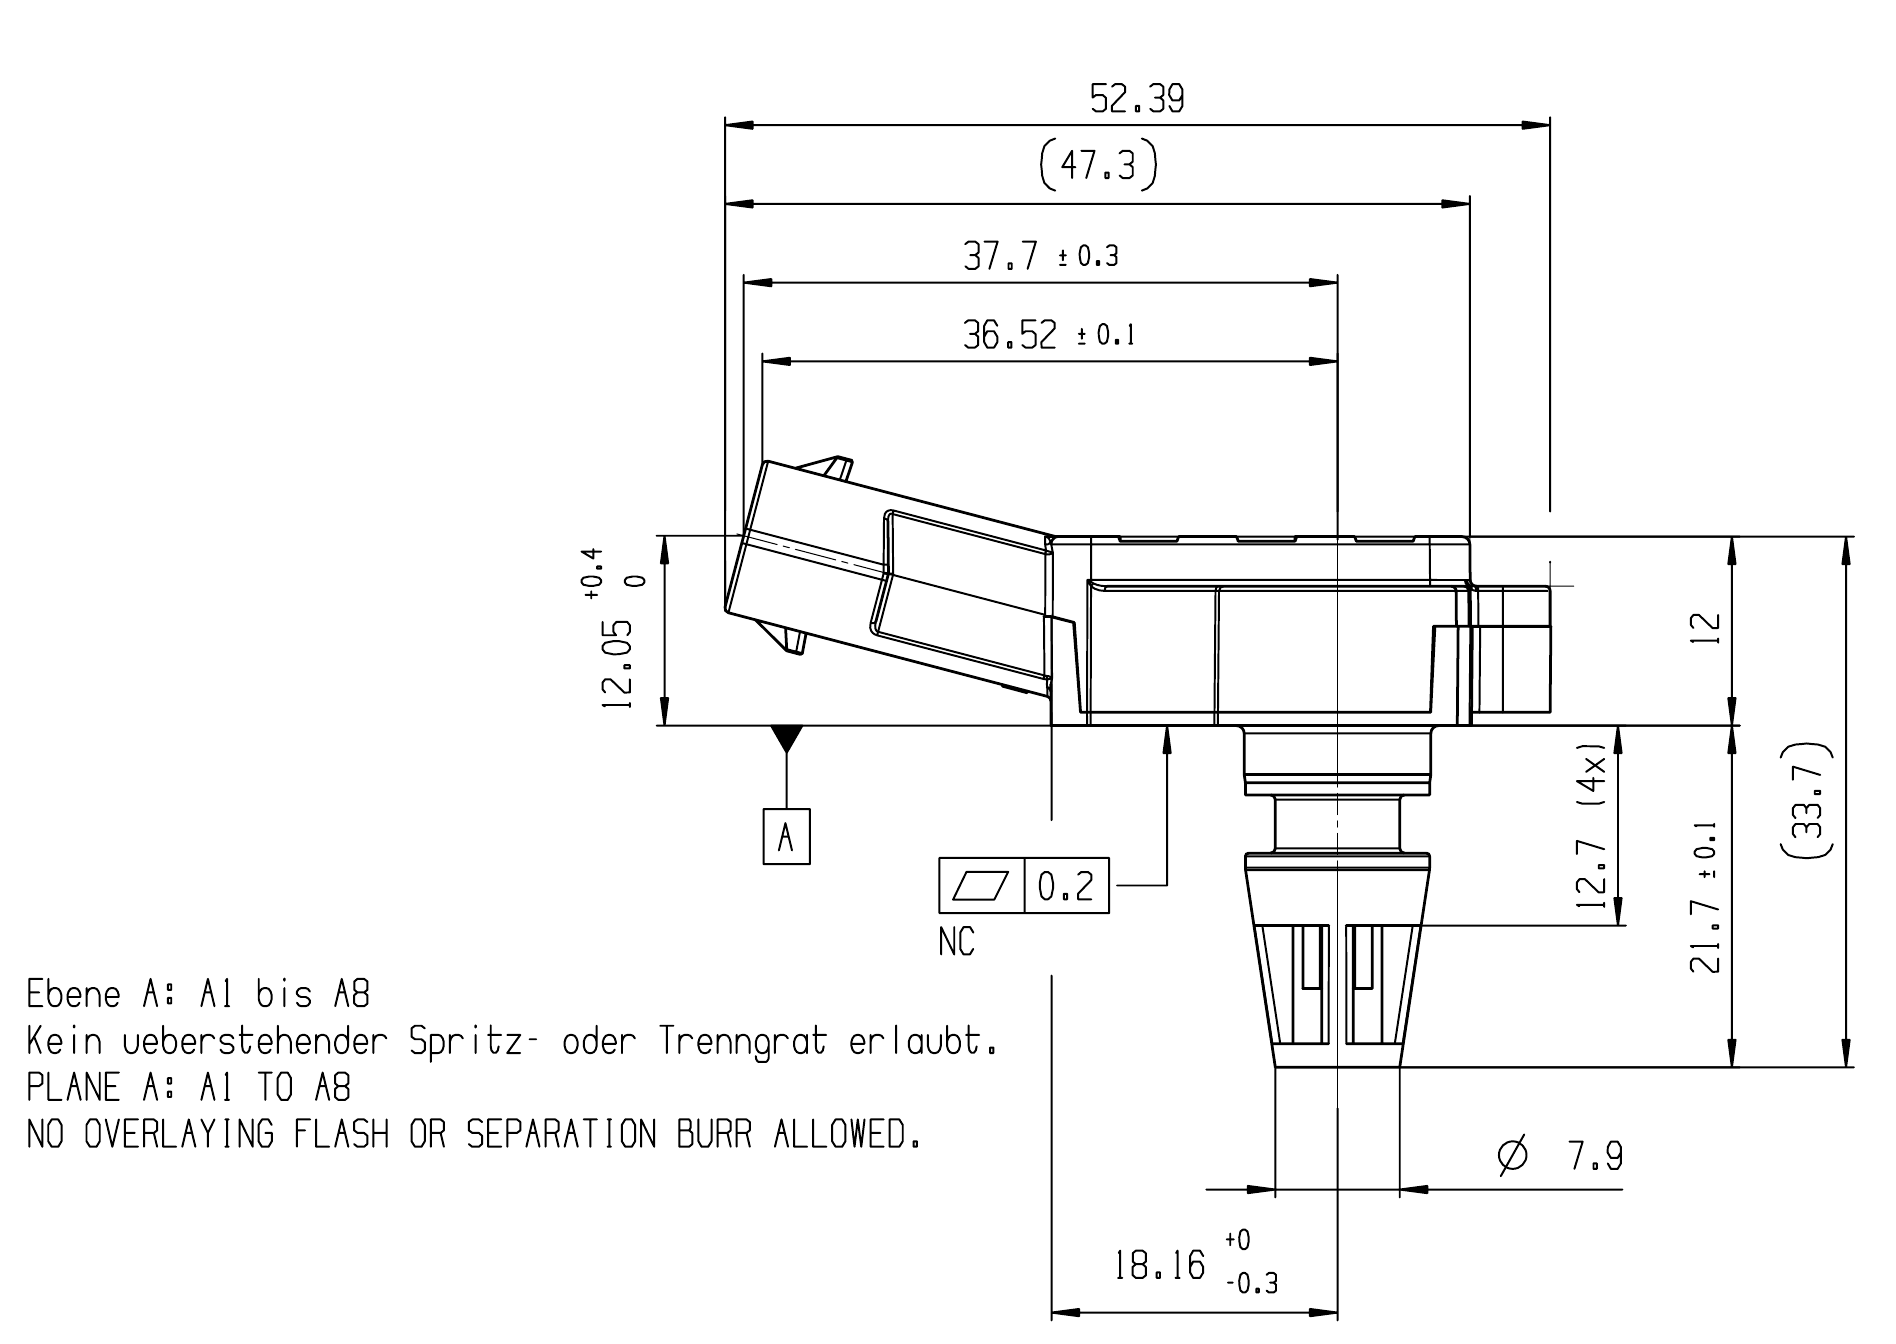 52.39
(47.3)
37.7 ±0.3
36.52 ±0.1
12.05 +0.4 0
12
12.7 (4x)
21.7 ±0.1
(33.7)
A
0.2
NC
Ebene A: A1 bis A8
Kein ueberstehender Spritz- oder Trenngrat erlaubt.
PLANE A: A1 TO A8
NO OVERLAYING FLASH OR SEPARATION BURR ALLOWED.
Ø 7.9
18.16 +0 -0.3